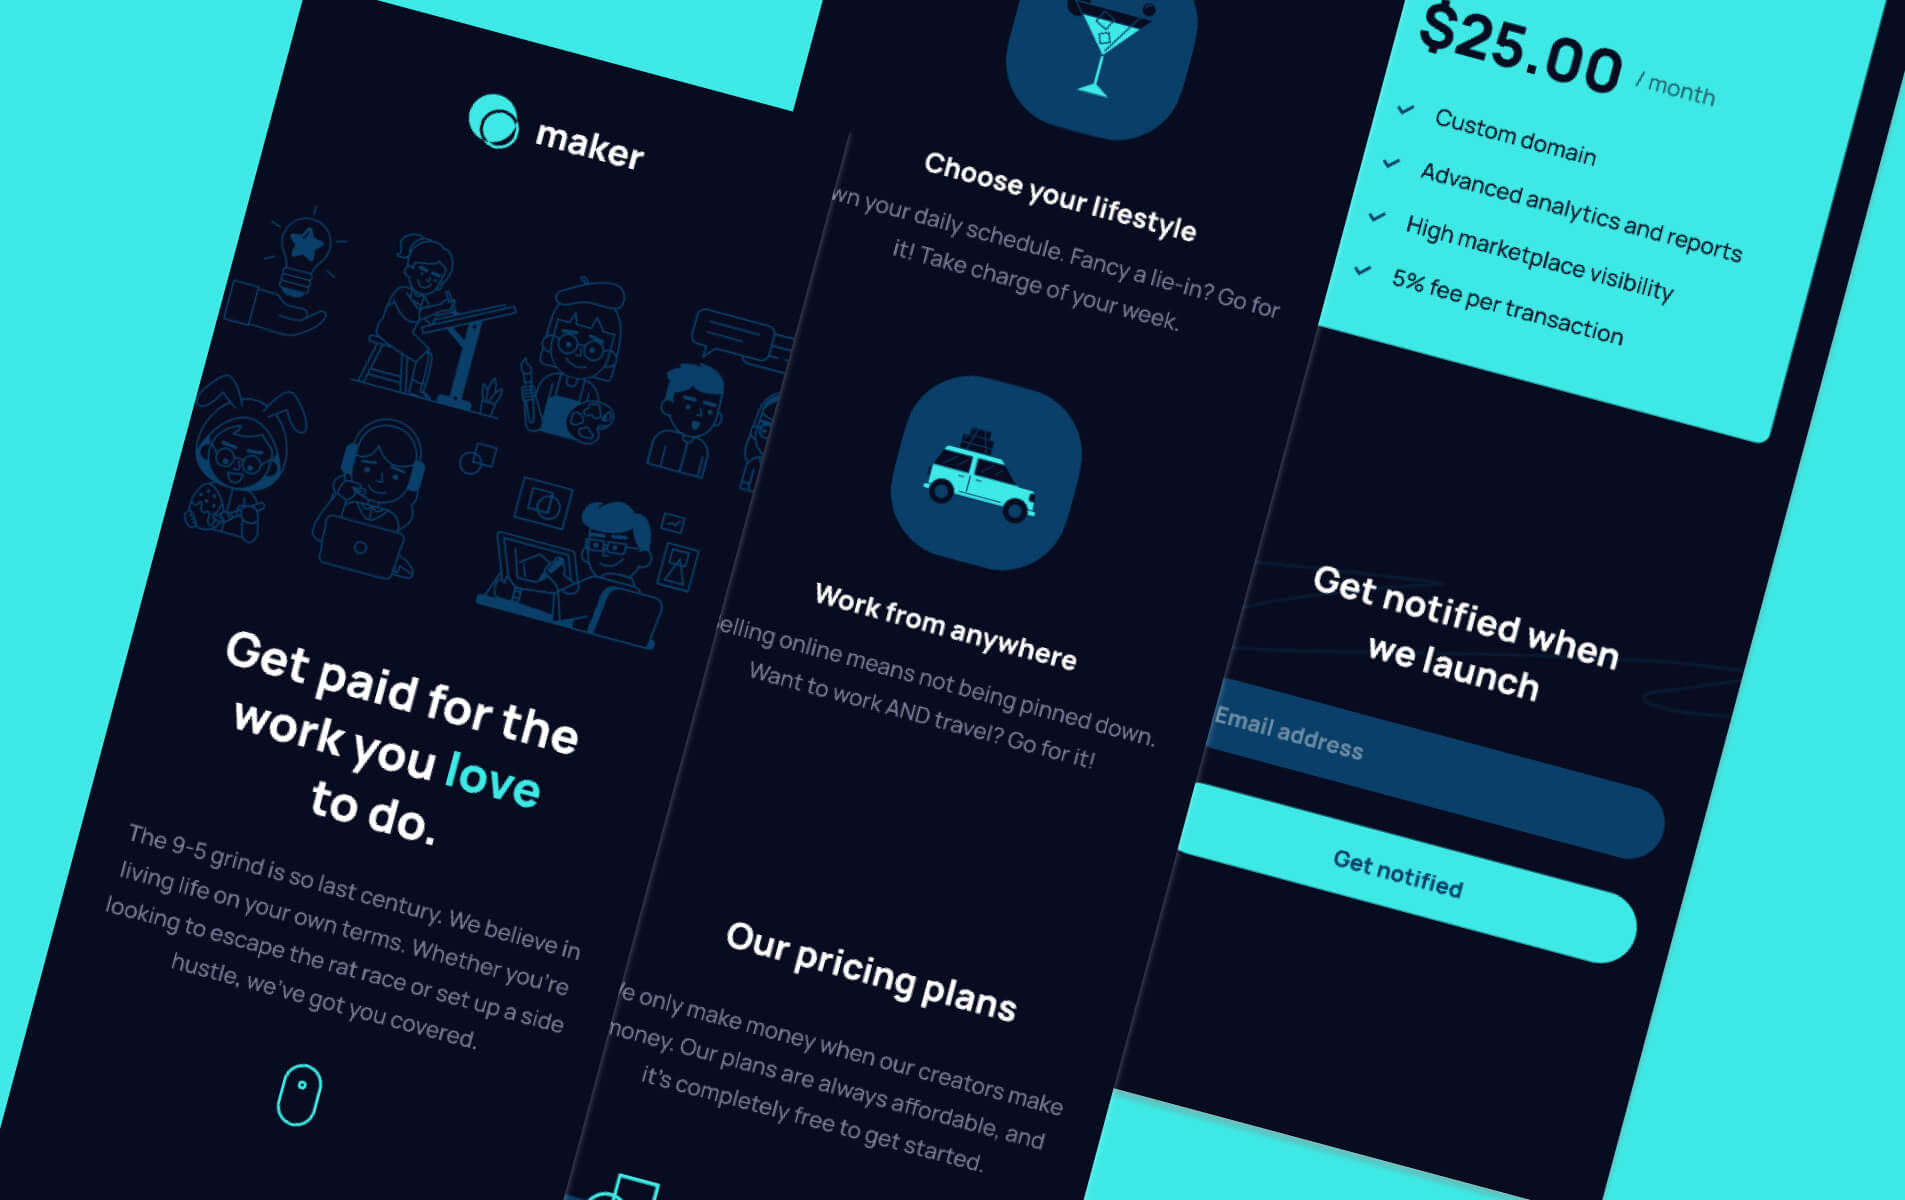 maker
Get paid for the
work you love
to do.
The 9-5 grind is so last century. We believe in
living life on your own terms. Whether you're
looking to escape the rat race or set up a side
hustle, we've got you covered.
Choose your lifestyle
your daily schedule. Fancy a lie-in? Go for
it! Take charge of your week.
Work from anywhere
online means not being pinned down.
Want to work AND travel? Go for it!
Our pricing plans
only make money when our creators make
money. Our plans are always affordable, and
it's completely free to get started.
$25.00 / month
Custom domain
Advanced analytics and reports
High marketplace visibility
5% fee per transaction
Get notified when
we launch
Email address
Get notified